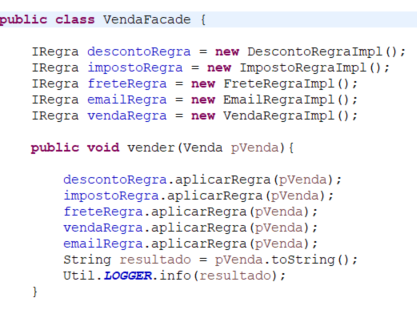 public class VendaFacade {
IRegra descontoRegra = new DescontoRegraImpl();
IRegra impostoRegra = new ImpostoRegraImpl();
IRegra freteRegra = new FreteRegraImpl();
IRegra emailRegra = new EmailRegraImpl();
IRegra vendaRegra = new VendaRegraImpl();
public void vender(Venda pVenda){
descontoRegra.aplicarRegra(pVenda);
impostoRegra.aplicarRegra(pVenda);
freteRegra.aplicarRegra(pVenda);
vendaRegra.aplicarRegra(pVenda);
emailRegra.aplicarRegra(pVenda);
String resultado = pVenda.toString();
Util.LOGGER.info(resultado);
}